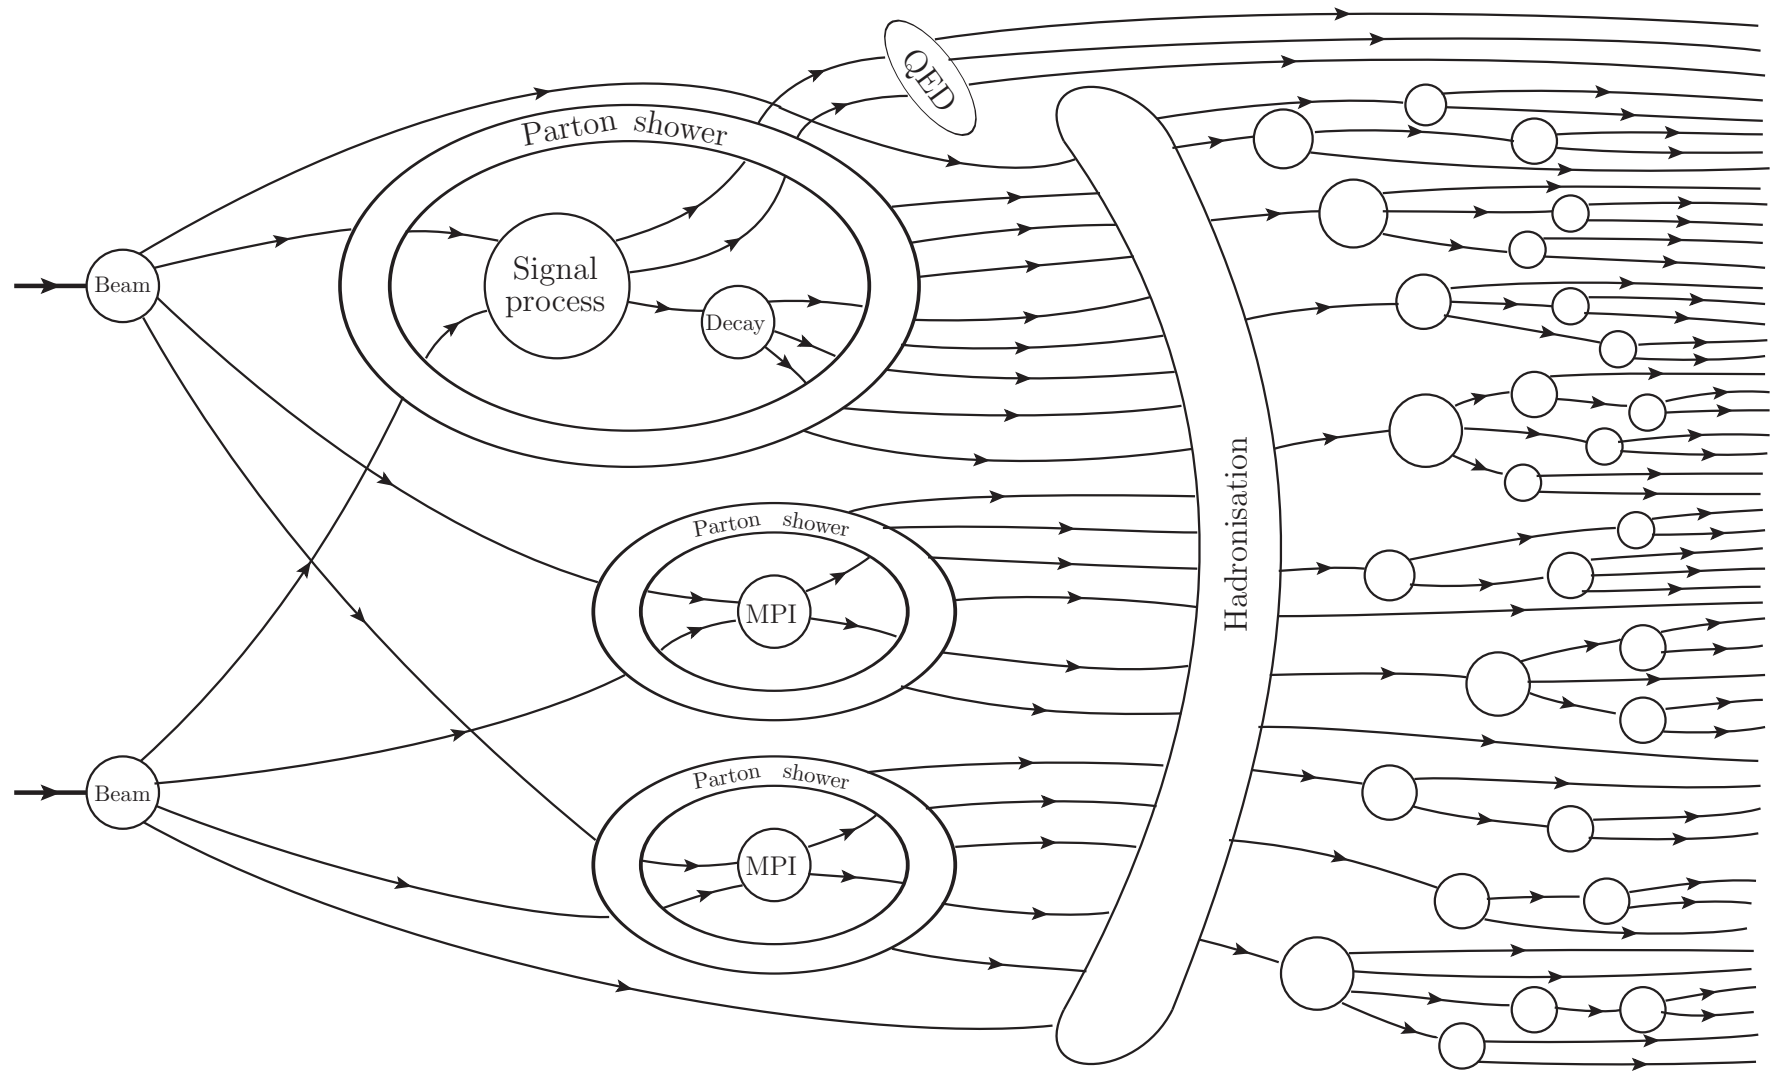 QED
Parton shower
Signal
process
Beam
Decay
Hadronisation
Parton shower
MPI
Beam
Parton shower
MPI